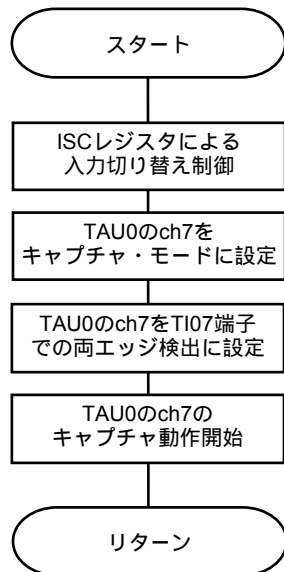 スタート
ISCレジスタによる
入力切り替え制御
TAU0のch7を
キャプチャ・モードに設定
TAU0のch7をTI07端子
での両エッジ検出に設定
TAU0のch7の
キャプチャ動作開始
リターン